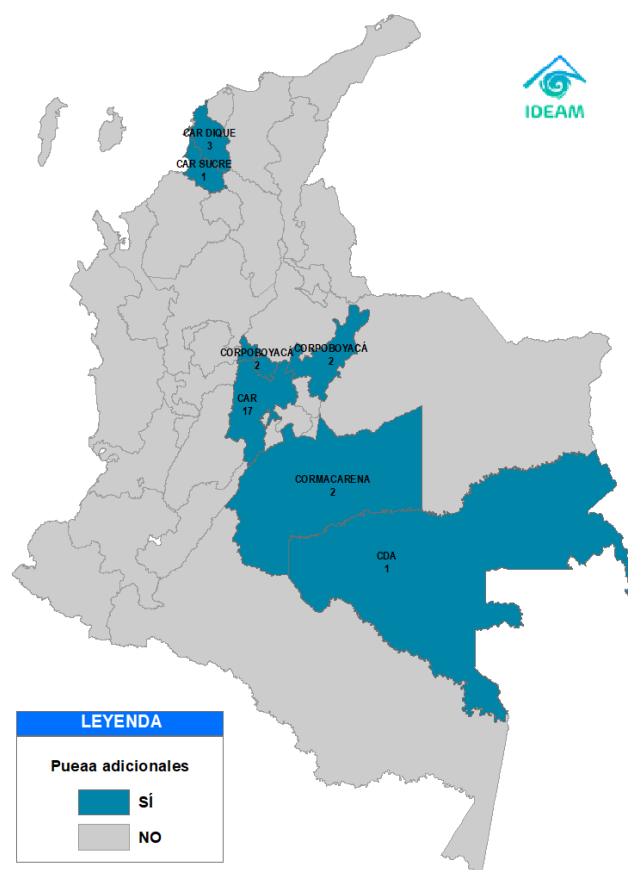 IDEAM
CAR DIQUE
3
CAR SUCRE
1
CORPOBOYACÁ
2
CORPOBOYACÁ
2
CAR
17
CORMACARENA
2
CDA
1
LEYENDA
Pueaa adicionales
SÍ
NO